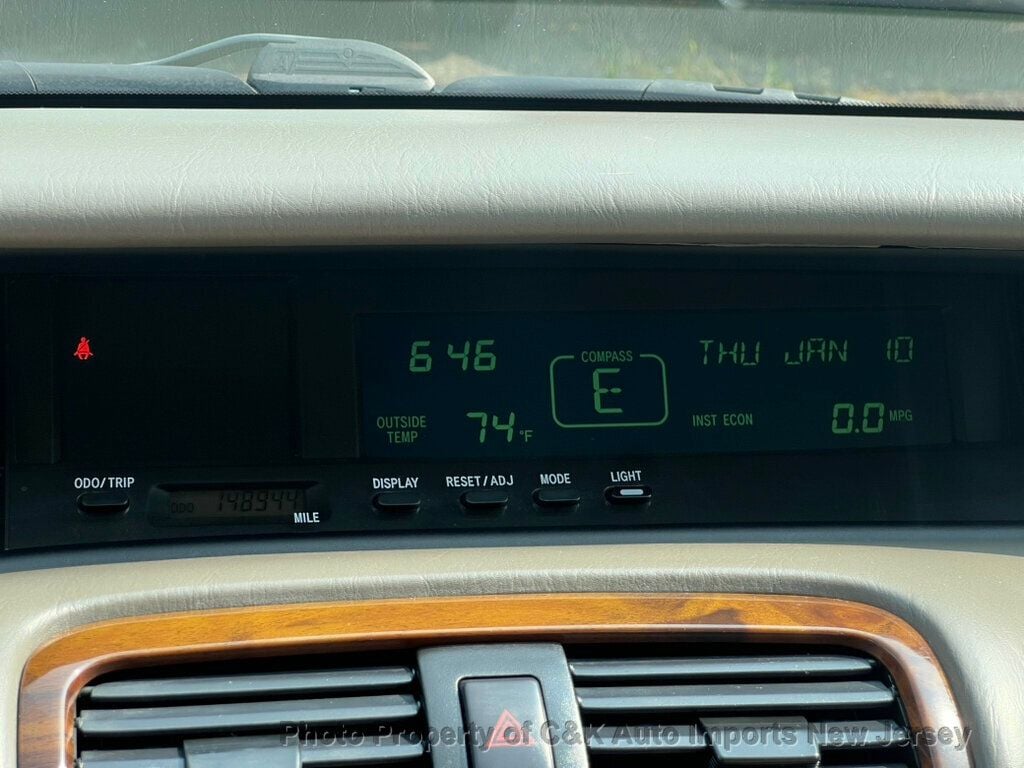 6 46
COMPASS
E
THU JAN 10
OUTSIDE
TEMP
74 °F
INST ECON
0.0 MPG
ODO/TRIP
ODO 148944
MILE
DISPLAY
RESET/ADJ
MODE
LIGHT
Photo Property of C&K Auto Imports New Jersey